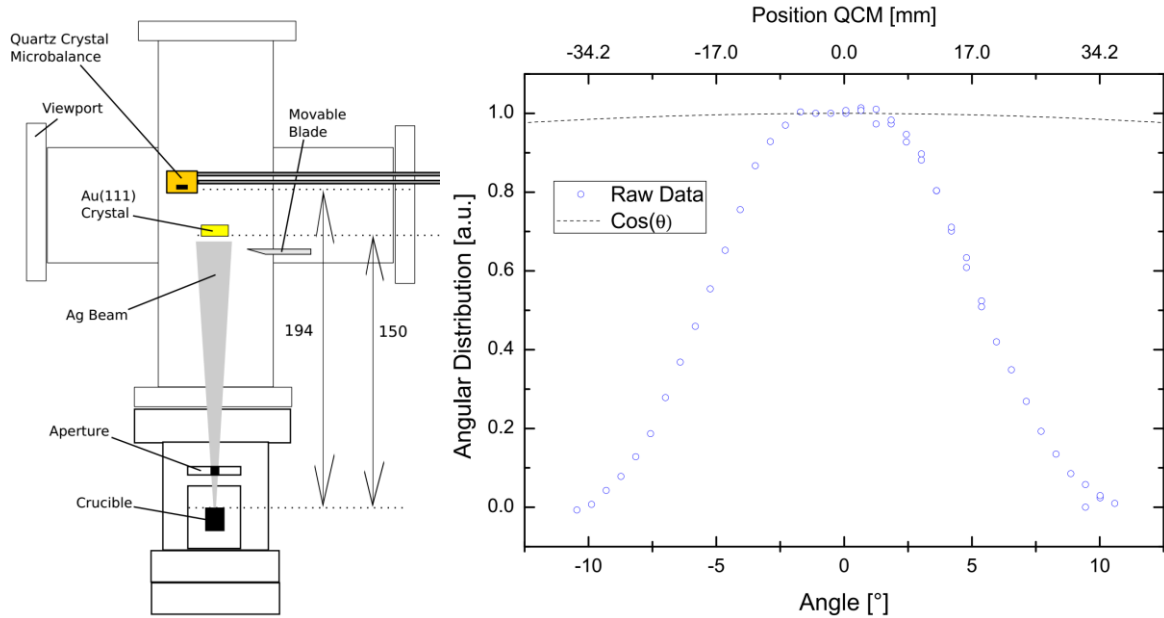 Quartz Crystal
Microbalance
Viewport
Movable
Blade
Au(111)
Crystal
Ag Beam
194
150
Aperture
Crucible
Position QCM [mm]
-34.2 -17.0 0.0 17.0 34.2
Angular Distribution [a.u.]
1.0
0.8
0.6
0.4
0.2
0.0
Raw Data
Cos(θ)
-10 -5 0 5 10
Angle [°]